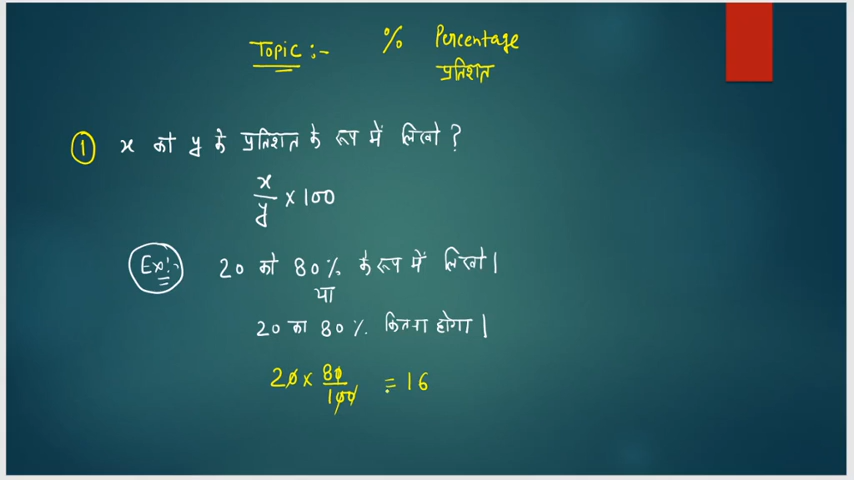 Topic :- % Percentage
प्रतिशत
① x को y के प्रतिशत के रूप में लिखो ?
x/y × 100
Ex:- 20 को 80% के रूप में लिखो |
या
20 का 80% कितना होगा |
20 × 80/100 = 16